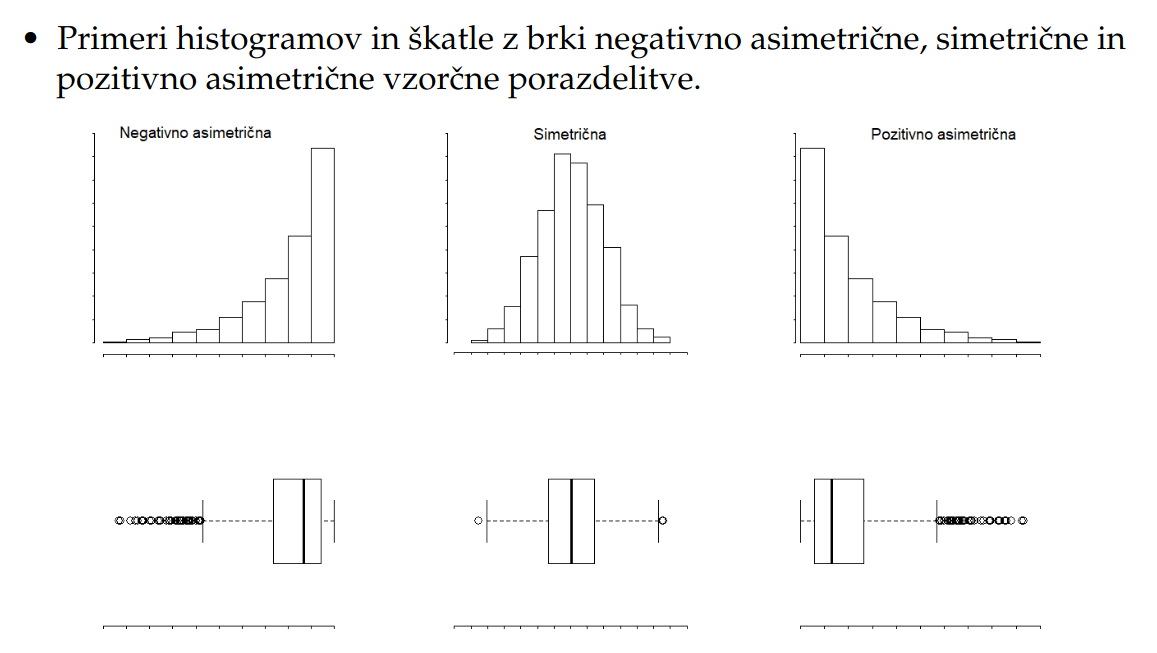 • Primeri histogramov in škatle z brki negativno asimetrične, simetrične in
pozitivno asimetrične vzorčne porazdelitve.
Negativno asimetrična
Simetrična
Pozitivno asimetrična